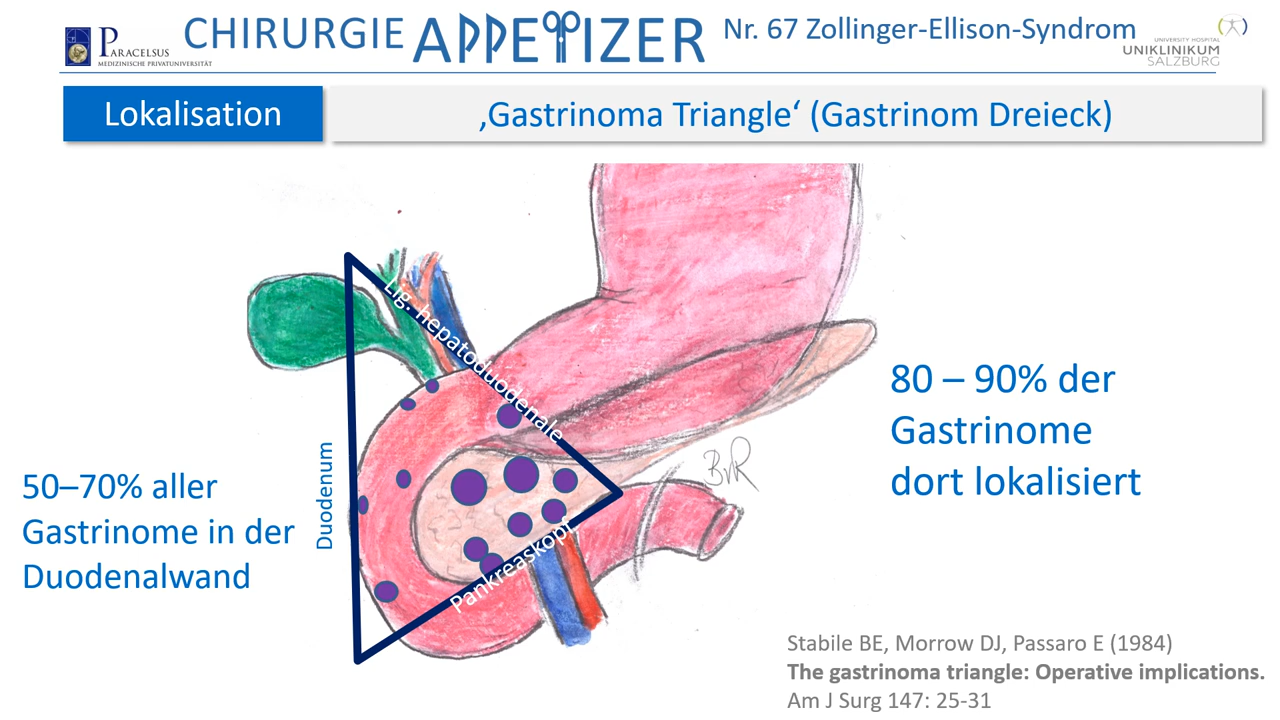 PARACELSUS
MEDIZINISCHE PRIVATUNIVERSITÄT
CHIRURGIE APPETIZER
Nr. 67 Zollinger-Ellison-Syndrom
UNIVERSITY HOSPITAL
UNIKLINIKUM
SALZBURG
Lokalisation
‚Gastrinoma Triangle‘ (Gastrinom Dreieck)
Lig. hepatoduodenale
Duodenum
Pankreaskopf
50–70% aller
Gastrinome in der
Duodenalwand
80 – 90% der
Gastrinome
dort lokalisiert
BvR
Stabile BE, Morrow DJ, Passaro E (1984)
The gastrinoma triangle: Operative implications.
Am J Surg 147: 25-31